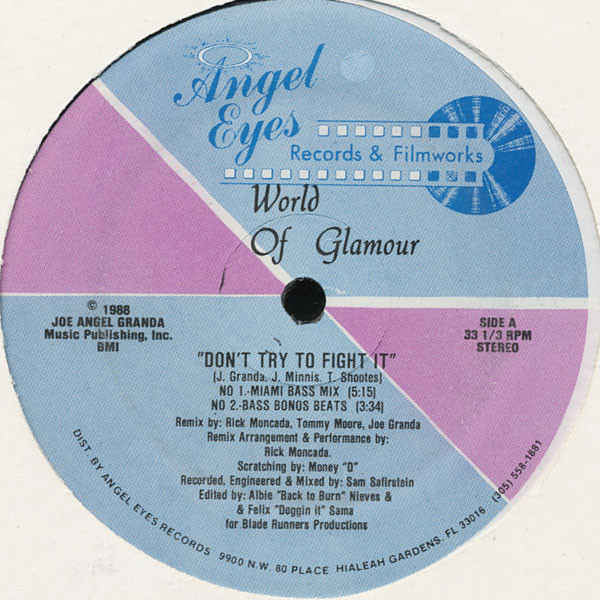 Angel
Eyes
Records & Filmworks
World
Of Glamour
© 1988
JOE ANGEL GRANDA
Music Publishing, Inc.
BMI
SIDE A
33 1/3 RPM
STEREO
"DON'T TRY TO FIGHT IT"
(J. Granda, J. Minnis. T. Shootes)
NO 1.-MIAMI BASS MIX (5:15)
NO 2.-BASS BONOS BEATS (3:34)
Remix by: Rick Moncada, Tommy Moore, Joe Granda
Remix Arrangement & Performance by:
Rick Moncada.
Scratching by: Money "D"
Recorded, Engineered & Mixed by: Sam Safirstein
Edited by: Albie "Back to Burn" Nieves &
& Felix "Doggin it" Sama
for Blade Runners Productions
DIST. BY ANGEL EYES RECORDS 9900 N.W. 80 PLACE HIALEAH GARDENS, FL 33016 (305) 558-1881